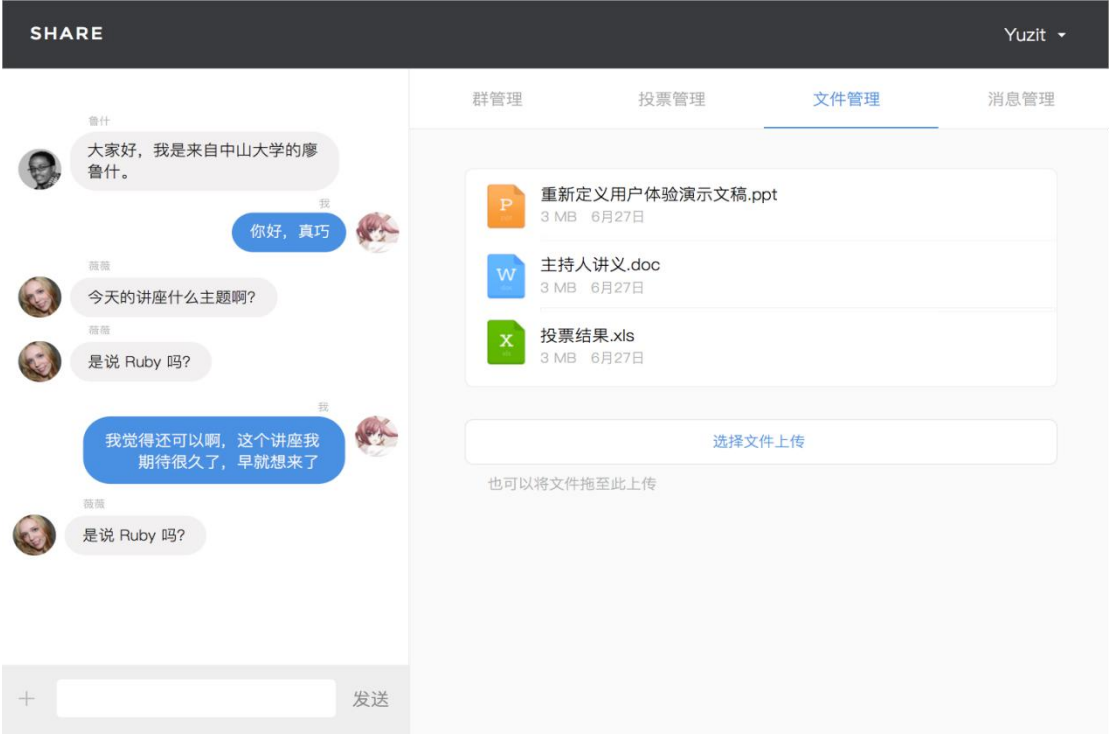 SHARE
Yuzit
鲁什
大家好，我是来自中山大学的廖
鲁什。
我
你好，真巧
薇薇
今天的讲座什么主题啊？
薇薇
是说 Ruby 吗？
我
我觉得还可以啊，这个讲座我
期待很久了，早就想来了
薇薇
是说 Ruby 吗？
发送
群管理
投票管理
文件管理
消息管理
P
重新定义用户体验演示文稿.ppt
3 MB 6月27日
W
主持人讲义.doc
3 MB 6月27日
X
投票结果.xls
3 MB 6月27日
选择文件上传
也可以将文件拖至此上传